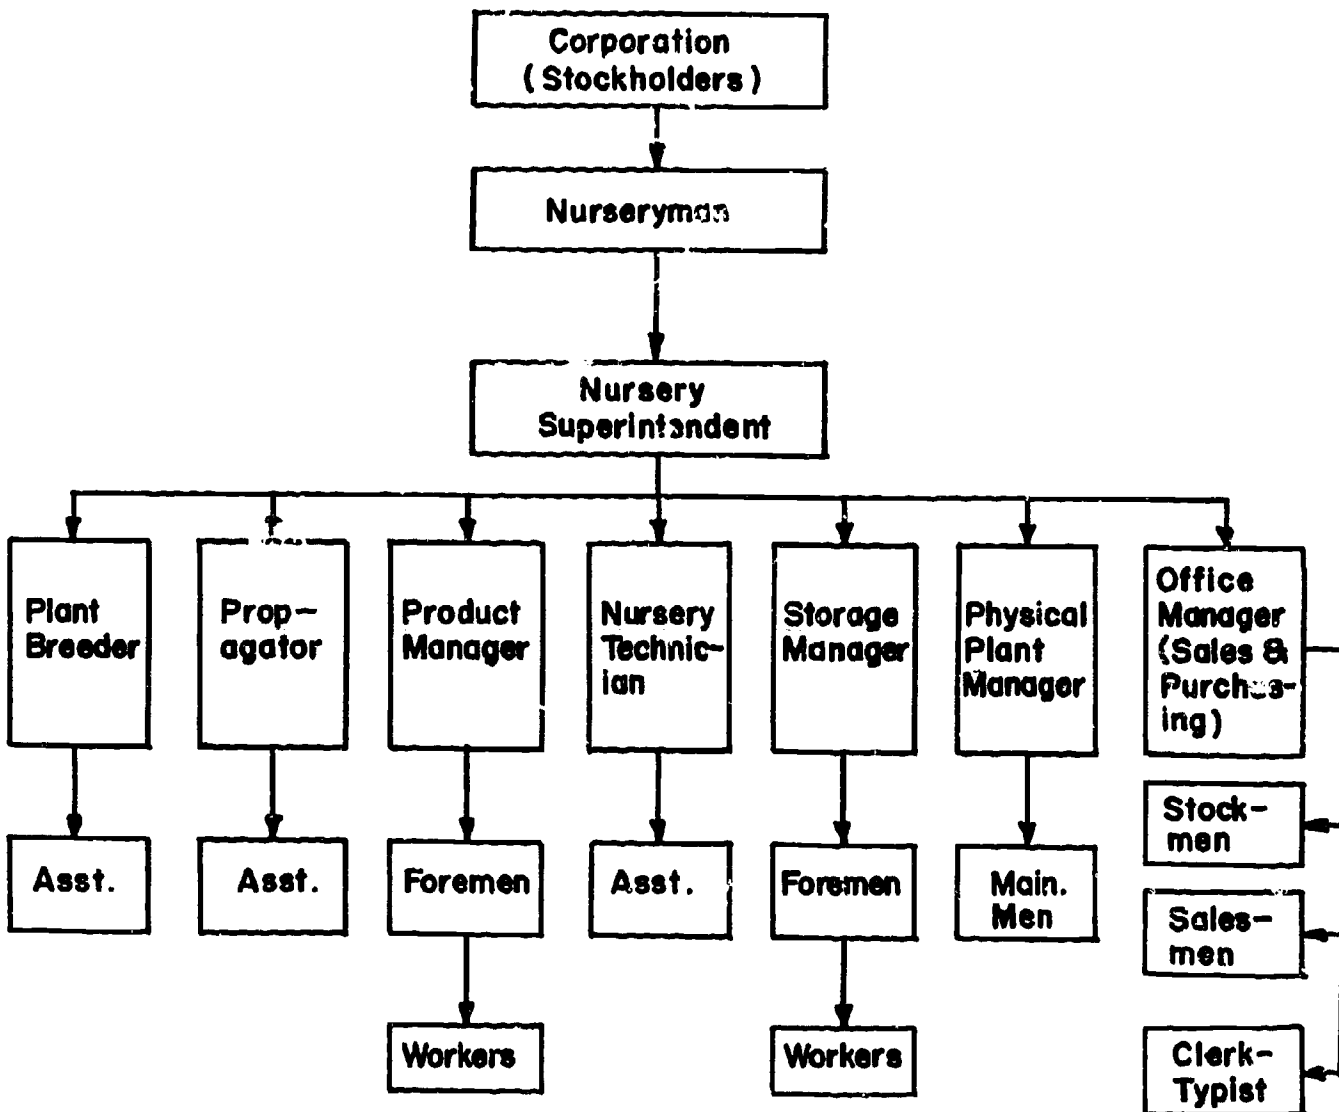 Corporation
(Stockholders)
Nurseryman
Nursery
Superintendent
Plant
Breeder
Prop-
agator
Product
Manager
Nursery
Technic-
ian
Storage
Manager
Physical
Plant
Manager
Office
Manager
(Sales &
Purchas-
ing)
Asst.
Asst.
Foremen
Asst.
Foremen
Main.
Men
Stock-
men
Sales-
men
Workers
Workers
Clerk-
Typist